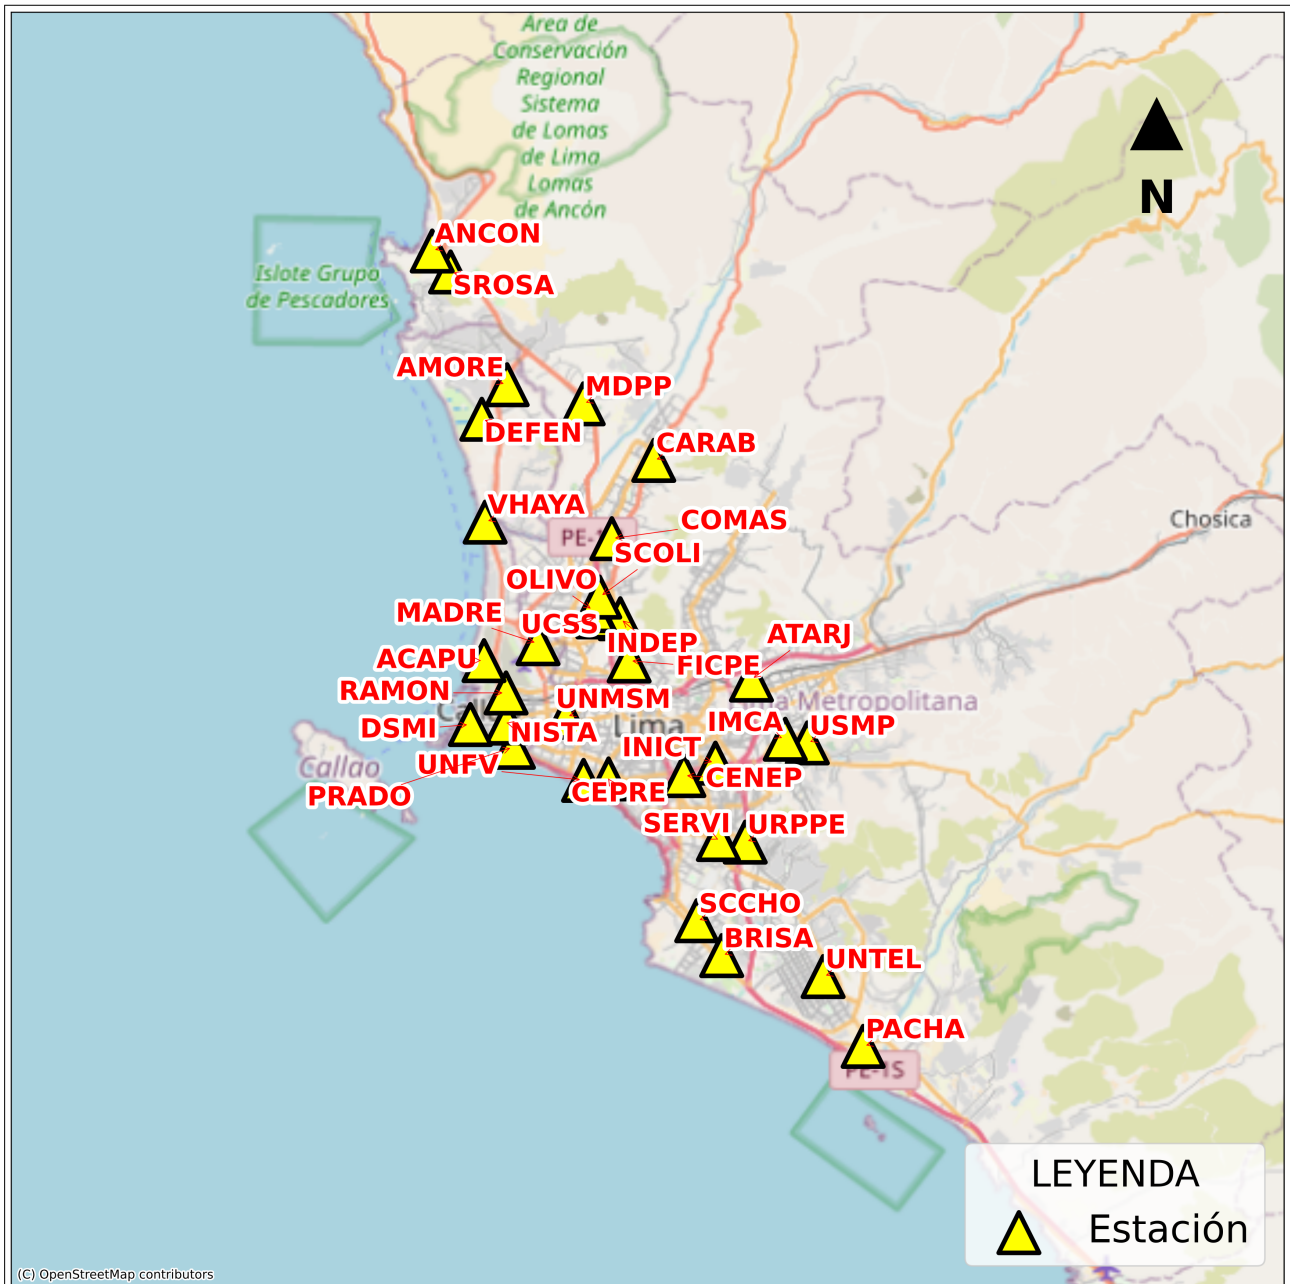 Área de
Conservación
Regional
Sistema
de Lomas
de Lima
Lomas
de Ancón
N
ANCON
Islote Grupo
de Pescadores
SROSA
AMORE
MDPP
DEFEN
CARAB
VHAYA
Chosica
COMAS
PE-1
SCOLI
OLIVO
MADRE
UCSS
ATARJ
INDEP
ACAPU
FICPE
RAMON
UNMSM
Metropolitana
Lima
DSMI
NISTA
IMCA
USMP
INICT
Callao
UNFV
CENEP
PRADO
CEPRE
SERVI
URPPE
SCCHO
BRISA
UNTEL
PACHA
PE-1S
LEYENDA
Estación
(C) OpenStreetMap contributors